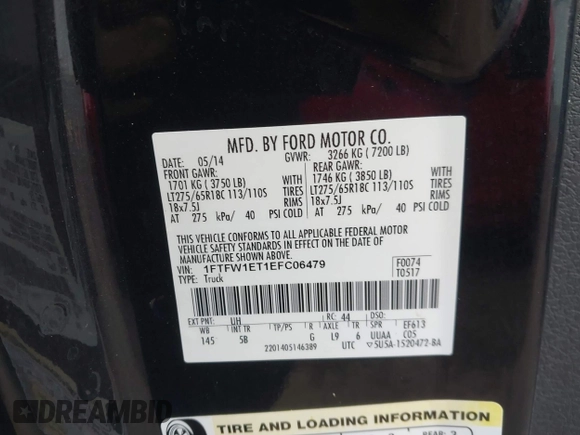 MFD. BY FORD MOTOR CO.
DATE: 05/14 GVWR: 3266 KG ( 7200 LB)
FRONT GAWR: REAR GAWR:
1701 KG ( 3750 LB) 1746 KG ( 3850 LB)
LT275/65R18C 113/110S TIRES LT275/65R18C 113/110S TIRES
18x7.5J RIMS 18x7.5J RIMS
AT 275 kPa/ 40 PSI COLD AT 275 kPa/ 40 PSI COLD
THIS VEHICLE CONFORMS TO ALL APPLICABLE FEDERAL MOTOR
VEHICLE SAFETY STANDARDS IN EFFECT ON THE DATE OF
MANUFACTURE SHOWN ABOVE.
VIN: 1FTFW1ET1EFC06479 F0074
TYPE: Truck T0517
EXT PNT: UH RC: 44 DSO:
WB INT TR TP/PS R AXLE TR SPR EF613
145 5B G L9 6 UUAA C05
2201405146389 UTC 5U5A-1520472-BA
TIRE AND LOADING INFORMATION
DREAMBID